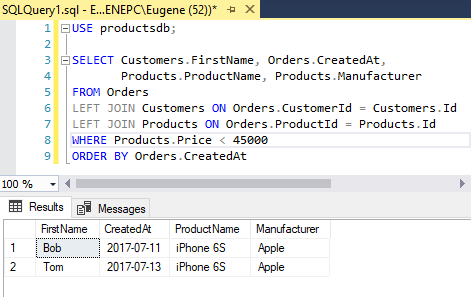 SQLQuery1.sql - E...ENEPC\Eugene (52))*
1 USE productsdb;
2
3 SELECT Customers.FirstName, Orders.CreatedAt,
4 Products.ProductName, Products.Manufacturer
5 FROM Orders
6 LEFT JOIN Customers ON Orders.CustomerId = Customers.Id
7 LEFT JOIN Products ON Orders.ProductId = Products.Id
8 WHERE Products.Price < 45000
9 ORDER BY Orders.CreatedAt
100 %
Results Messages
FirstName CreatedAt ProductName Manufacturer
1 Bob 2017-07-11 iPhone 6S Apple
2 Tom 2017-07-13 iPhone 6S Apple